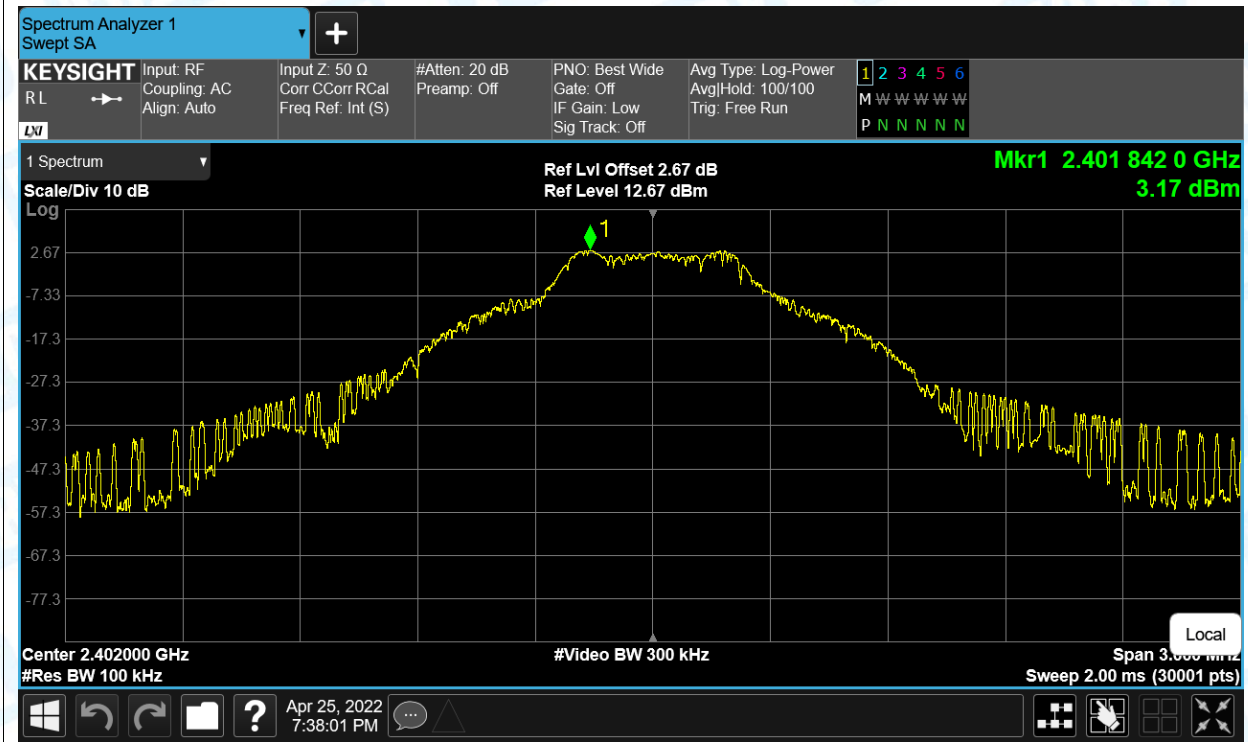 Spectrum Analyzer 1
Swept SA
KEYSIGHT
R L
LXI
Input: RF
Coupling: AC
Align: Auto
Input Z: 50 Ω
Corr CCorr RCal
Freq Ref: Int (S)
#Atten: 20 dB
Preamp: Off
PNO: Best Wide
Gate: Off
IF Gain: Low
Sig Track: Off
Avg Type: Log-Power
Avg|Hold: 100/100
Trig: Free Run
1 2 3 4 5 6
M W W W W W W
P N N N N N N
1 Spectrum
Scale/Div 10 dB
Ref Lvl Offset 2.67 dB
Ref Level 12.67 dBm
Mkr1 2.401 842 0 GHz
3.17 dBm
Log
1
2.67
-7.33
-17.3
-27.3
-37.3
-47.3
-57.3
-67.3
-77.3
Local
Center 2.402000 GHz
#Video BW 300 kHz
Span 3.000 MHz
#Res BW 100 kHz
Sweep 2.00 ms (30001 pts)
?
Apr 25, 2022
7:38:01 PM